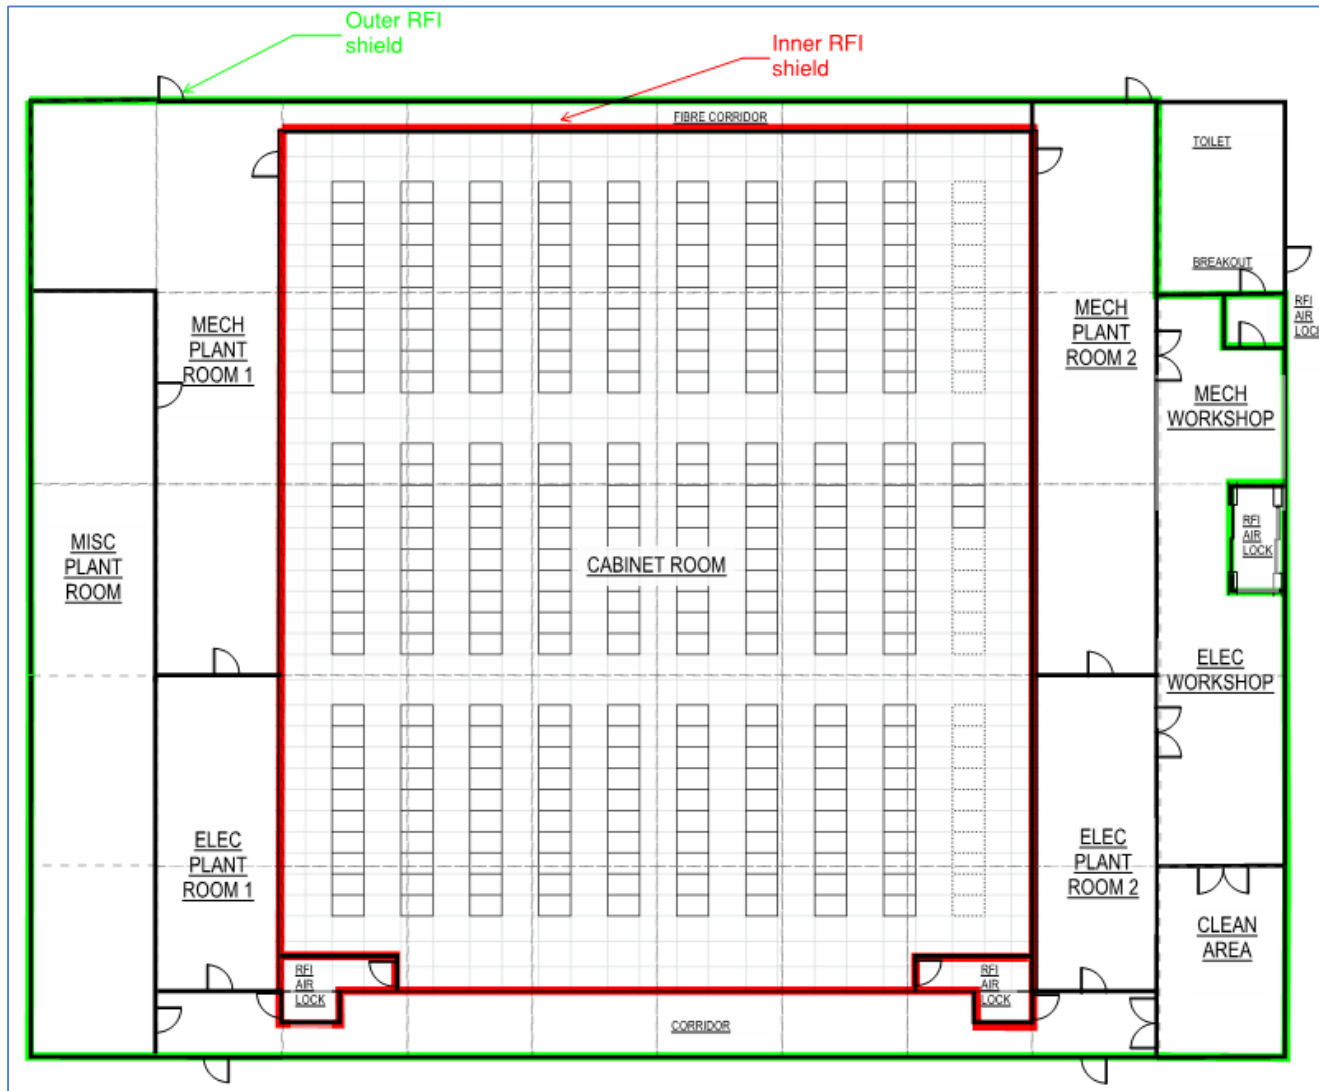 Outer RFI
shield
Inner RFI
shield
FIBRE CORRIDOR
TOILET
BREAKOUT
RFI
AIR
LOCK
MECH
PLANT
ROOM 1
MECH
PLANT
ROOM 2
MECH
WORKSHOP
MISC
PLANT
ROOM
CABINET ROOM
RFI
AIR
LOCK
ELEC
WORKSHOP
ELEC
PLANT
ROOM 1
ELEC
PLANT
ROOM 2
CLEAN
AREA
RFI
AIR
LOCK
RFI
AIR
LOCK
CORRIDOR